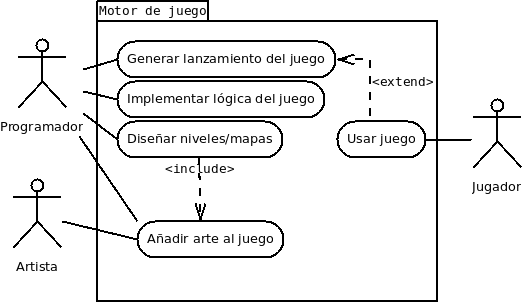 Motor de juego
Generar lanzamiento del juego
<extend>
Implementar lógica del juego
Programador
Diseñar niveles/mapas
Usar juego
<include>
Jugador
Añadir arte al juego
Artista